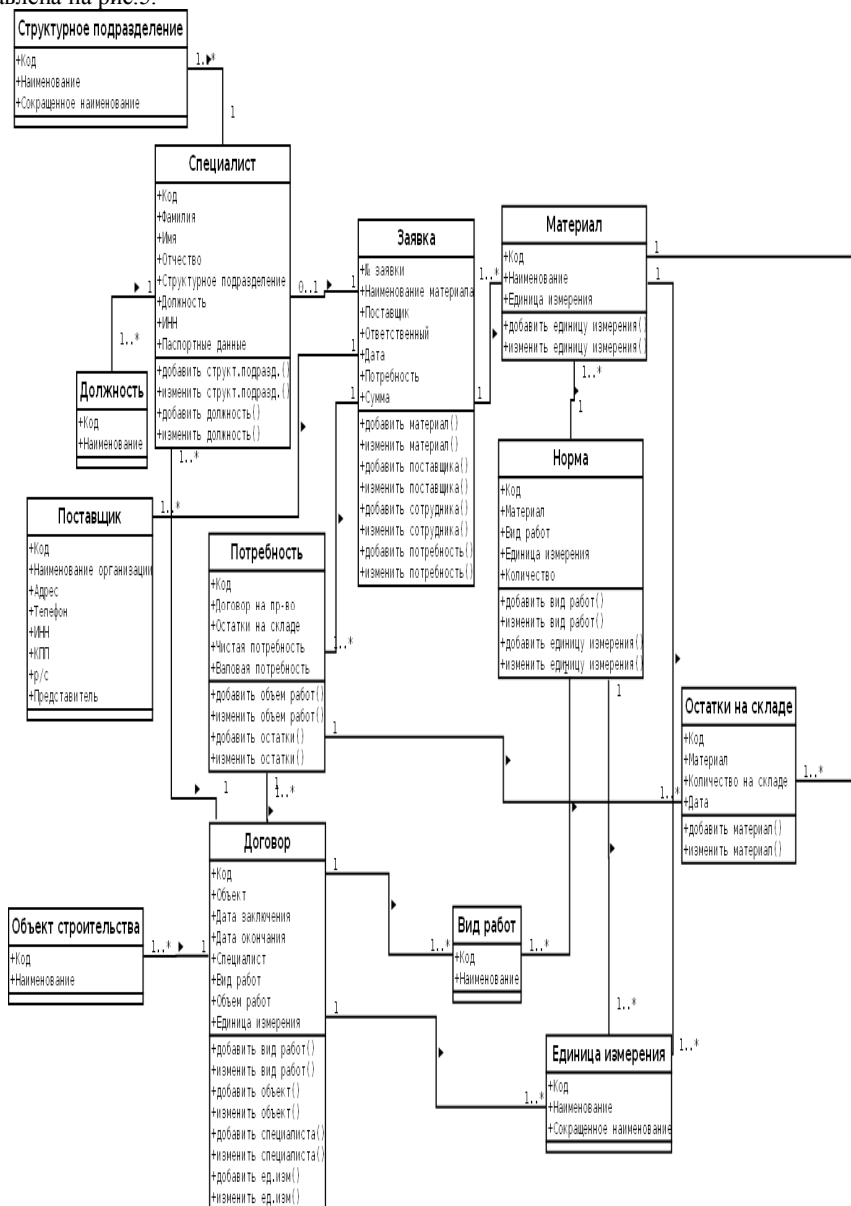 авлена на рис.5.
Структурное подразделение
+Код
+Наименование
+Сокращенное наименование
1..*
1
Специалист
+Код
+Фамилия
+Имя
+Отчество
+Структурное подразделение
+Должность
+ИНН
+Паспортные данные
+добавить структ.подразд.()
+изменить структ.подразд.()
+добавить должность()
+изменить должность()
1
1..*
0..1
1..*
Должность
+Код
+Наименование
Заявка
+№ заявки
+Наименование материала
+Поставщик
+Ответственный
+Дата
+Потребность
+Сумма
+добавить материал()
+изменить материал()
+добавить поставщика()
+изменить поставщика()
+добавить сотрудника()
+изменить сотрудника()
+добавить потребность()
+изменить потребность()
1
1
1
1
1..*
Материал
+Код
+Наименование
+Единица измерения
+добавить единицу измерения()
+изменить единицу измерения()
1
1
1..*
1
Норма
+Код
+Материал
+Вид работ
+Единица измерения
+Количество
+добавить вид работ()
+изменить вид работ()
+добавить единицу измерения()
+изменить единицу измерения()
1
1
Поставщик
+Код
+Наименование организации
+Адрес
+Телефон
+ИНН
+КПП
+р/с
+Представитель
1..*
Потребность
+Код
+Договор на пр-во
+Остатки на складе
+Чистая потребность
+Валовая потребность
+добавить объем работ()
+изменить объем работ()
+добавить остатки()
+изменить остатки()
1..*
1
1
1
1..*
Остатки на складе
+Код
+Материал
+Количество на складе
+Дата
+добавить материал()
+изменить материал()
1..*
1..*
Договор
+Код
+Объект
+Дата заключения
+Дата окончания
+Специалист
+Вид работ
+Объем работ
+Единица измерения
+добавить вид работ()
+изменить вид работ()
+добавить объект()
+изменить объект()
+добавить специалиста()
+изменить специалиста()
+добавить ед.изм()
+изменить ед.изм()
1
1
Объект строительства
+Код
+Наименование
1..*
1
Вид работ
+Код
+Наименование
1..*
1..*
Единица измерения
+Код
+Наименование
+Сокращенное наименование
1..*
1..*
1..*